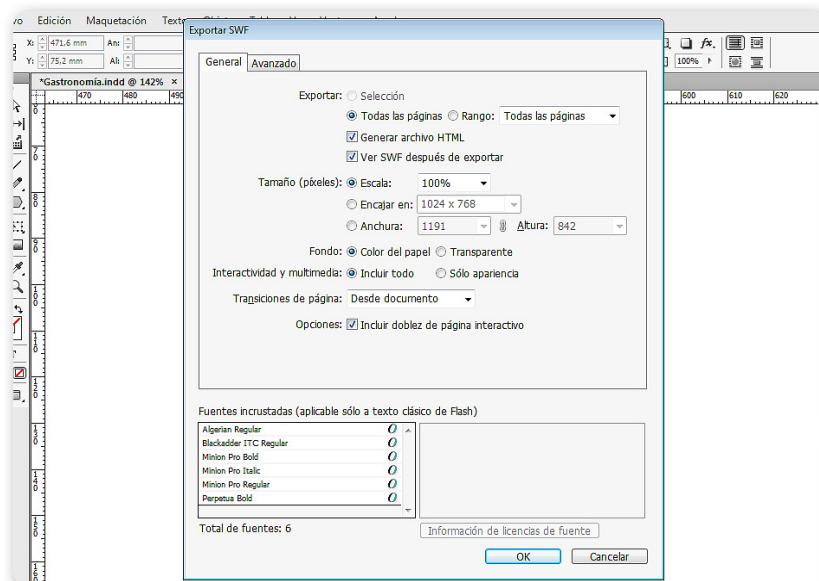 Edición Maquetación
Exportar SWF
X: 471,6 mm An:
Y: 75,2 mm Al:
100%
*Gastronomía.indd @ 142% ×
470 480 490 600 610 620
General Avanzado
Exportar: Selección
Todas las páginas Rango: Todas las páginas
Generar archivo HTML
Ver SWF después de exportar
Tamaño (píxeles): Escala: 100%
Encajar en: 1024 x 768
Anchura: 1191 Altura: 842
Fondo: Color del papel Transparente
Interactividad y multimedia: Incluir todo Sólo apariencia
Transiciones de página: Desde documento
Opciones: Incluir doblez de página interactivo
Fuentes incrustadas (aplicable sólo a texto clásico de Flash)
Algerian Regular
Blackadder ITC Regular
Minion Pro Bold
Minion Pro Italic
Minion Pro Regular
Perpetua Bold
Total de fuentes: 6
Información de licencias de fuente
OK Cancelar